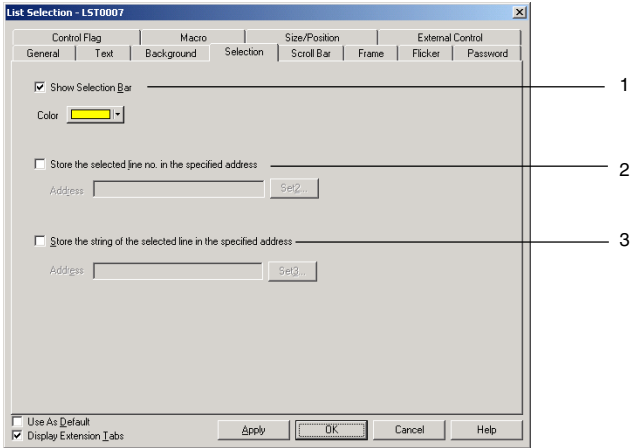 List Selection - LST0007
Control Flag Macro Size/Position External Control
General Text Background Selection Scroll Bar Frame Flicker Password
Show Selection Bar 1
Color
Store the selected line no. in the specified address 2
Address Set2...
Store the string of the selected line in the specified address 3
Address Set3...
Use As Default
Display Extension Tabs
Apply OK Cancel Help